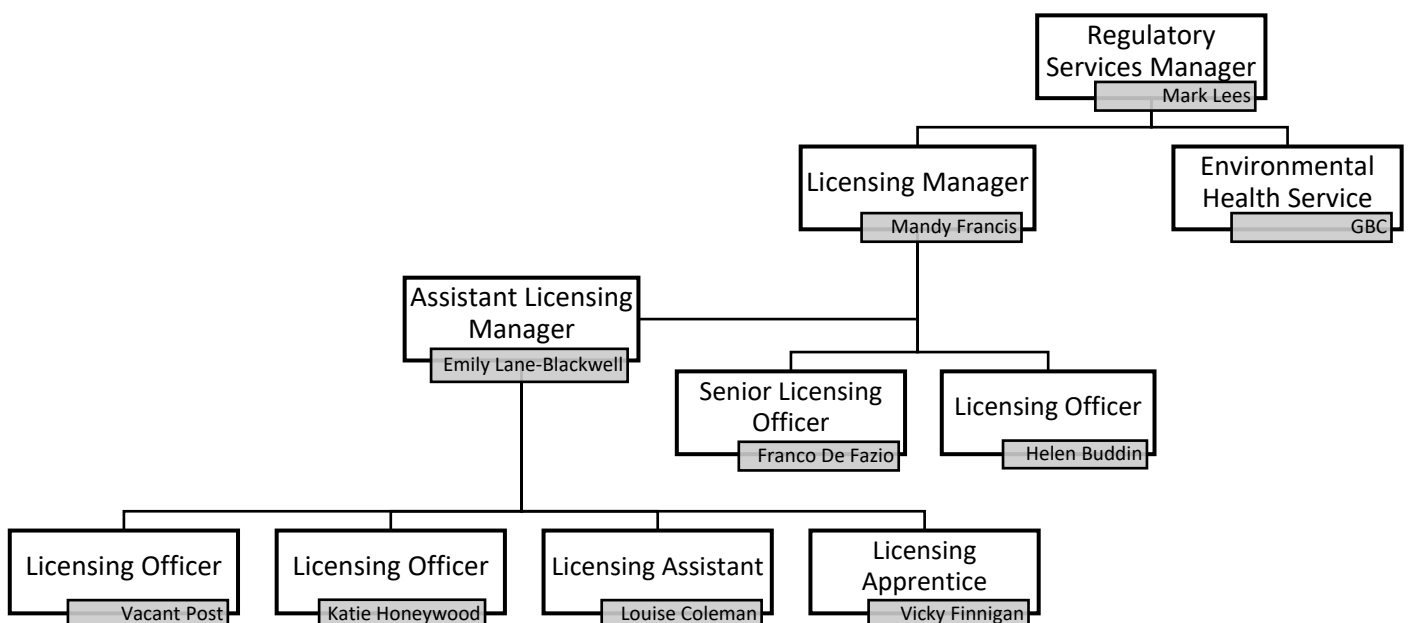 Regulatory
Services Manager
Mark Lees
Licensing Manager
Mandy Francis
Environmental
Health Service
GBC
Assistant Licensing
Manager
Emily Lane-Blackwell
Senior Licensing
Officer
Franco De Fazio
Licensing Officer
Helen Buddin
Licensing Officer
Vacant Post
Licensing Officer
Katie Honeywood
Licensing Assistant
Louise Coleman
Licensing
Apprentice
Vicky Finnigan